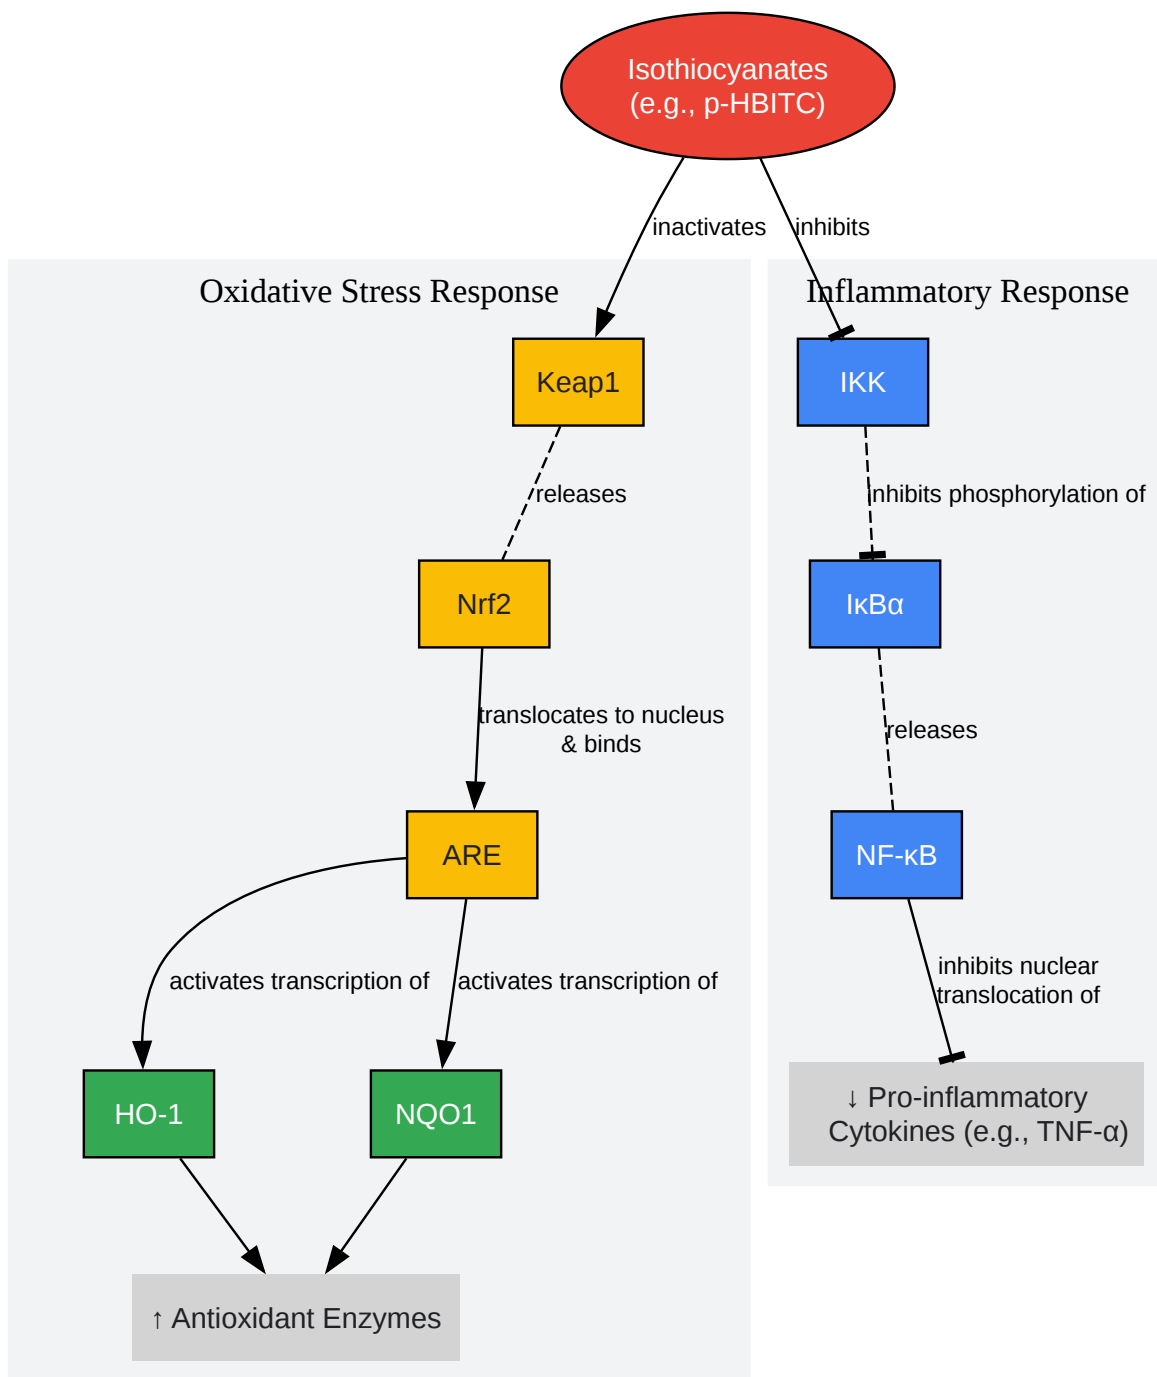 Isothiocyanates
(e.g., p-HBITC)
inactivates
inhibits
Oxidative Stress Response
Inflammatory Response
Keap1
IKK
releases
inhibits phosphorylation of
Nrf2
IκBα
translocates to nucleus
& binds
releases
ARE
NF-κB
activates transcription of
activates transcription of
inhibits nuclear
translocation of
HO-1
NQO1
↓ Pro-inflammatory
Cytokines (e.g., TNF-α)
↑ Antioxidant Enzymes